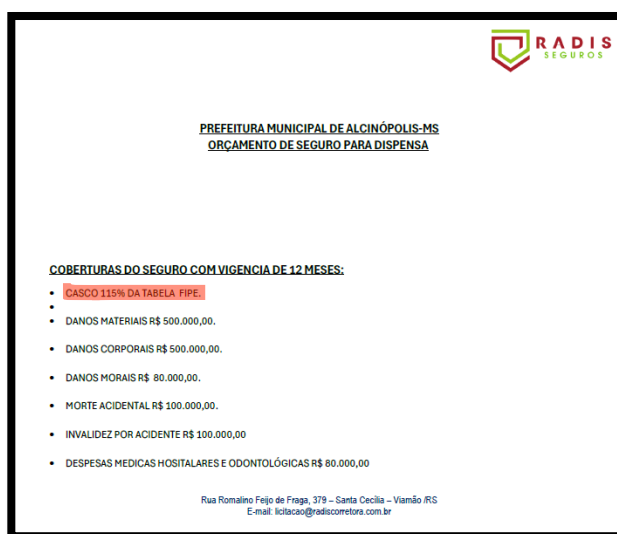 RADIS
SEGUROS
PREFEITURA MUNICIPAL DE ALCINÓPOLIS-MS
ORÇAMENTO DE SEGURO PARA DISPENSA
COBERTURAS DO SEGURO COM VIGENCIA DE 12 MESES:
• CASCO 115% DA TABELA FIPE.
•
• DANOS MATERIAIS R$ 500.000,00.
• DANOS CORPORAIS R$ 500.000,00.
• DANOS MORAIS R$ 80.000,00.
• MORTE ACIDENTAL R$ 100.000,00.
• INVALIDEZ POR ACIDENTE R$ 100.000,00
• DESPESAS MEDICAS HOSITALARES E ODONTOLÓGICAS R$ 80.000,00
Rua Romalino Feijo de Fraga, 379 – Santa Cecília – Viamão /RS
E-mail: licitacao@radiscorretora.com.br